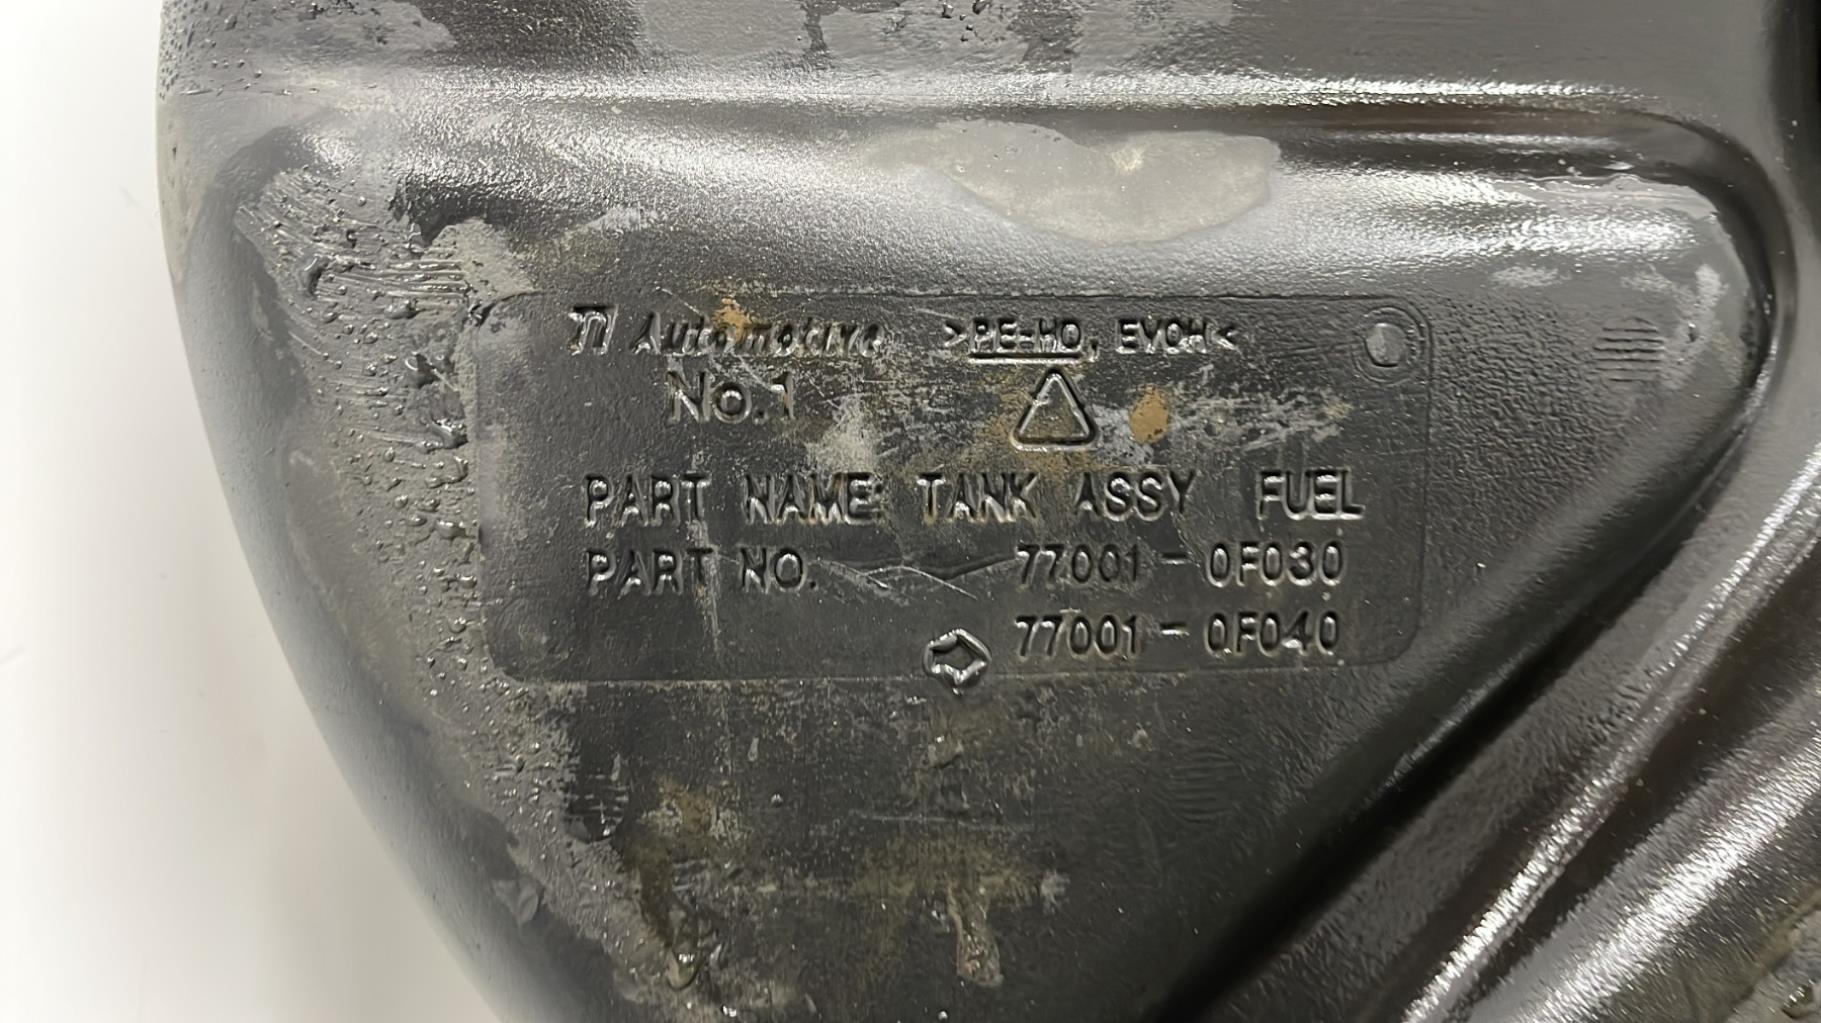 TI Automotive >PE-HD, EVOH<
No.1
PART NAME: TANK ASSY FUEL
PART NO. 77001-0F030
77001-0F040